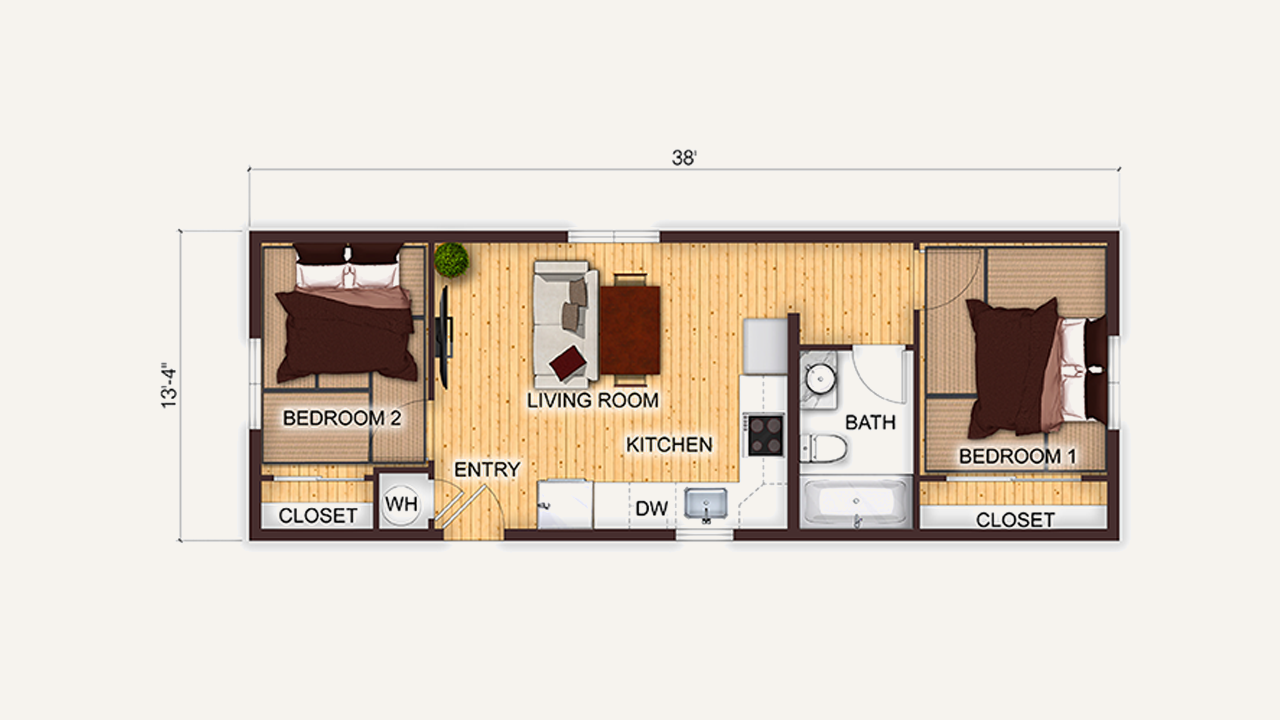 38'
13'-4"
BEDROOM 2
LIVING ROOM
KITCHEN
BATH
BEDROOM 1
ENTRY
WH
DW
CLOSET
CLOSET